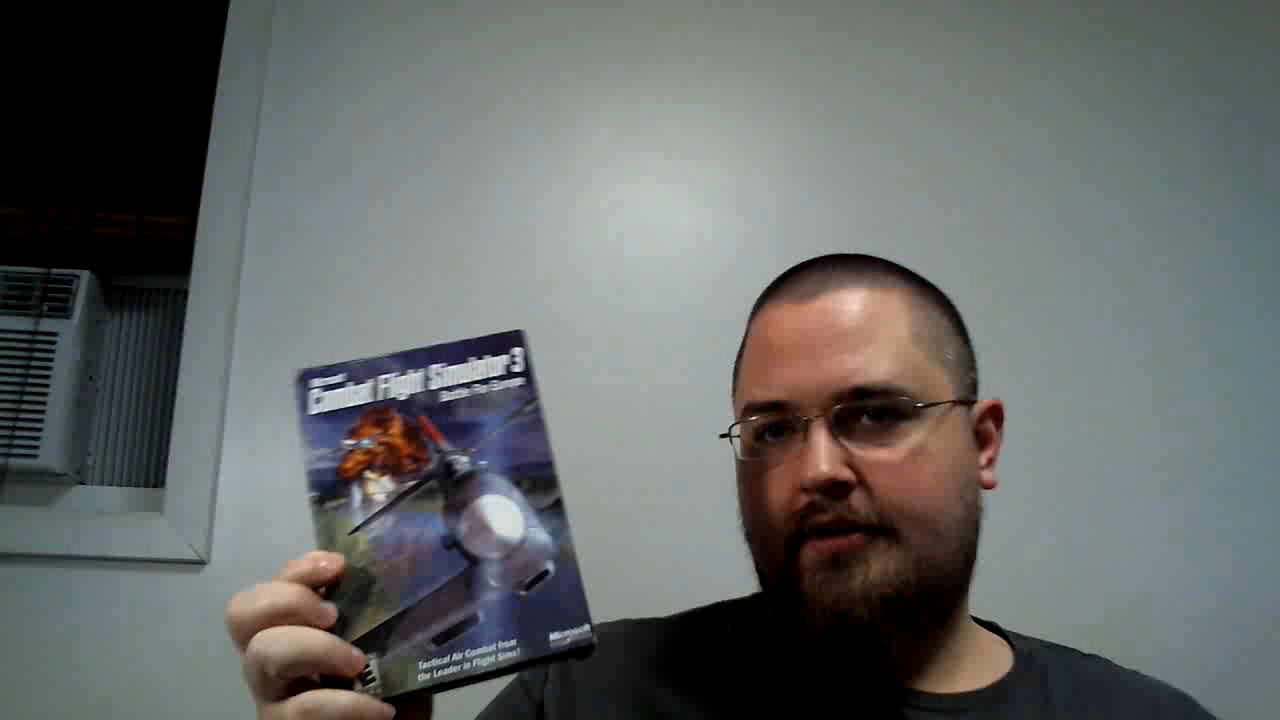 Microsoft
Combat Flight Simulator 3
Battle For Europe
Tactical Air Combat from
the Leader in Flight Sims!
Microsoft
E